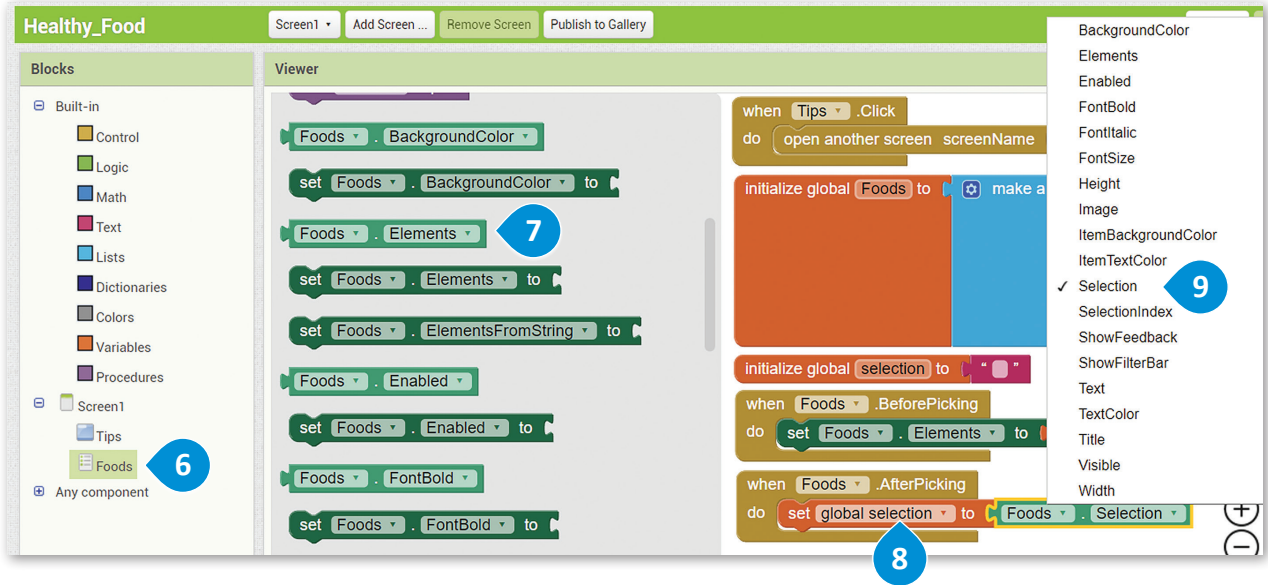 Healthy_Food
Screen1
Add Screen ...
Remove Screen
Publish to Gallery
Blocks
Viewer
Built-in
Control
Logic
Math
Text
Lists
Dictionaries
Colors
Variables
Procedures
Screen1
Tips
Foods
6
Any component
Foods . BackgroundColor
set Foods . BackgroundColor to
Foods . Elements
7
set Foods . Elements to
set Foods . ElementsFromString to
Foods . Enabled
set Foods . Enabled to
Foods . FontBold
set Foods . FontBold to
when Tips .Click
do open another screen screenName
initialize global Foods to make a
initialize global selection to " "
when Foods .BeforePicking
do set Foods . Elements to
when Foods .AfterPicking
do set global selection to Foods . Selection
8
BackgroundColor
Elements
Enabled
FontBold
FontItalic
FontSize
Height
Image
ItemBackgroundColor
ItemTextColor
✓ Selection
9
SelectionIndex
ShowFeedback
ShowFilterBar
Text
TextColor
Title
Visible
Width